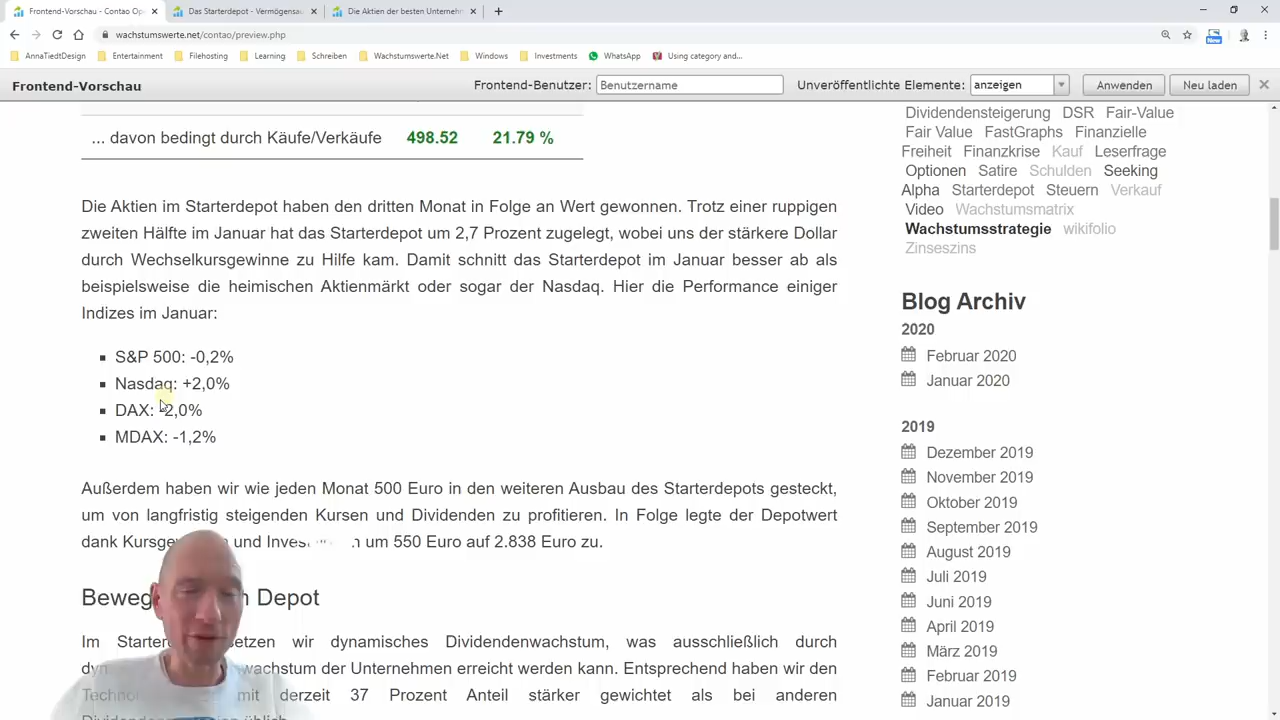 Frontend-Vorschau - Contao Op
Das Starterdepot - Vermögensau
Die Aktien der besten Unternehm
wachstumswerte.net/contao/preview.php
New
AnnaTiedtDesign Entertainment Filehosting Learning Schreiben Wachstumswerte.Net Windows Investments WhatsApp Using category and...
Frontend-Vorschau Frontend-Benutzer: Benutzername Unveröffentlichte Elemente: anzeigen Anwenden Neu laden
... davon bedingt durch Käufe/Verkäufe 498.52 21.79 %
Die Aktien im Starterdepot haben den dritten Monat in Folge an Wert gewonnen. Trotz einer ruppigen
zweiten Hälfte im Januar hat das Starterdepot um 2,7 Prozent zugelegt, wobei uns der stärkere Dollar
durch Wechselkursgewinne zu Hilfe kam. Damit schnitt das Starterdepot im Januar besser ab als
beispielsweise die heimischen Aktienmärkt oder sogar der Nasdaq. Hier die Performance einiger
Indizes im Januar:
S&P 500: -0,2%
Nasdaq: +2,0%
DAX: 2,0%
MDAX: -1,2%
Außerdem haben wir wie jeden Monat 500 Euro in den weiteren Ausbau des Starterdepots gesteckt,
um von langfristig steigenden Kursen und Dividenden zu profitieren. In Folge legte der Depotwert
dank und um 550 Euro auf 2.838 Euro zu.
Depot
Im wir dynamisches Dividendenwachstum, was ausschließlich durch
der Unternehmen erreicht werden kann. Entsprechend haben wir den
mit derzeit 37 Prozent Anteil stärker gewichtet als bei anderen
Dividendensteigerung DSR Fair-Value
Fair Value FastGraphs Finanzielle
Freiheit Finanzkrise Kauf Leserfrage
Optionen Satire Schulden Seeking
Alpha Starterdepot Steuern Verkauf
Video Wachstumsmatrix
Wachstumsstrategie wikifolio
Zinseszins
Blog Archiv
2020
Februar 2020
Januar 2020
2019
Dezember 2019
November 2019
Oktober 2019
September 2019
August 2019
Juli 2019
Juni 2019
April 2019
März 2019
Februar 2019
Januar 2019